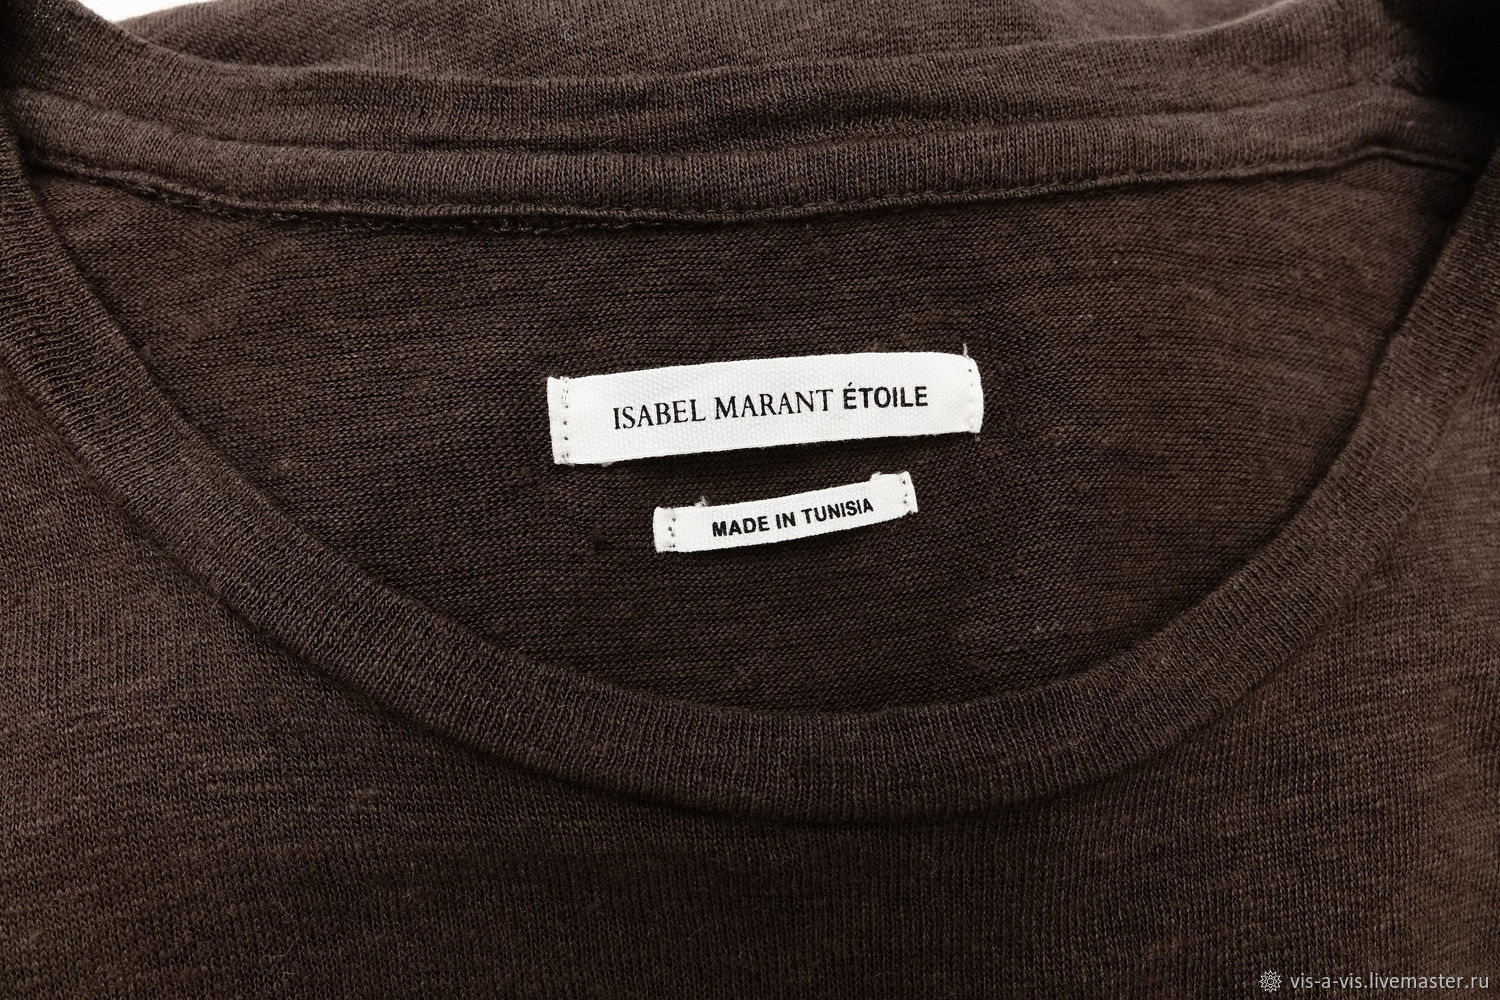 ISABEL MARANT ÉTOILE
MADE IN TUNISIA
vis-a-vis.livemaster.ru